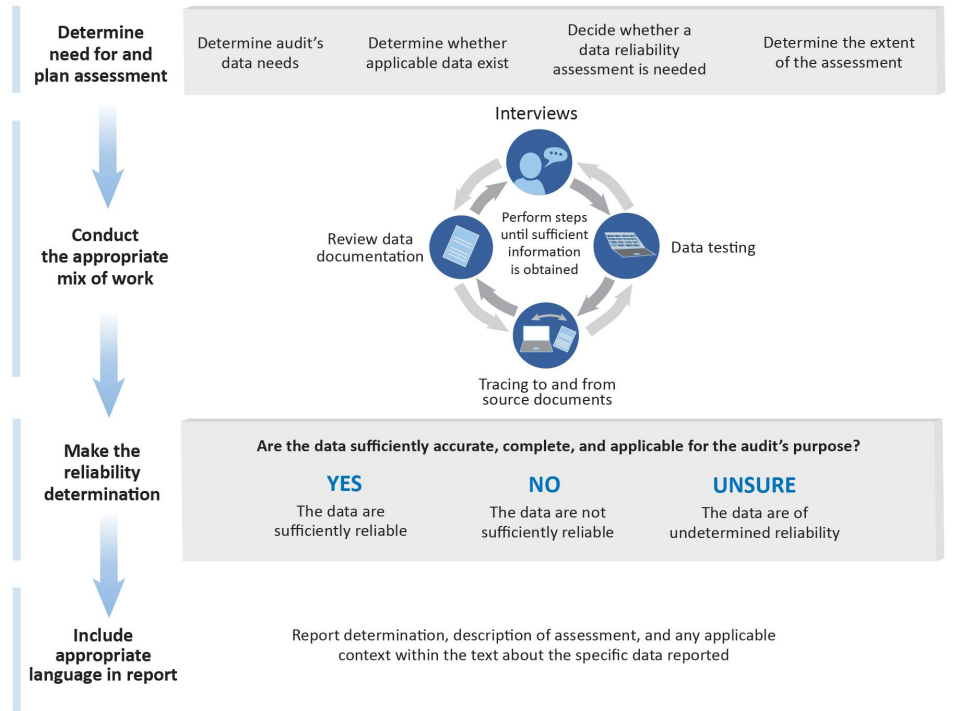 Determine
need for and
plan assessment
Determine audit's
data needs
Determine whether
applicable data exist
Decide whether a
data reliability
assessment is needed
Determine the extent
of the assessment
Conduct
the appropriate
mix of work
Interviews
Review data
documentation
Perform steps
until sufficient
information
is obtained
Data testing
Tracing to and from
source documents
Make the
reliability
determination
Are the data sufficiently accurate, complete, and applicable for the audit's purpose?
YES
The data are
sufficiently reliable
NO
The data are not
sufficiently reliable
UNSURE
The data are of
undetermined reliability
Include
appropriate
language in report
Report determination, description of assessment, and any applicable
context within the text about the specific data reported